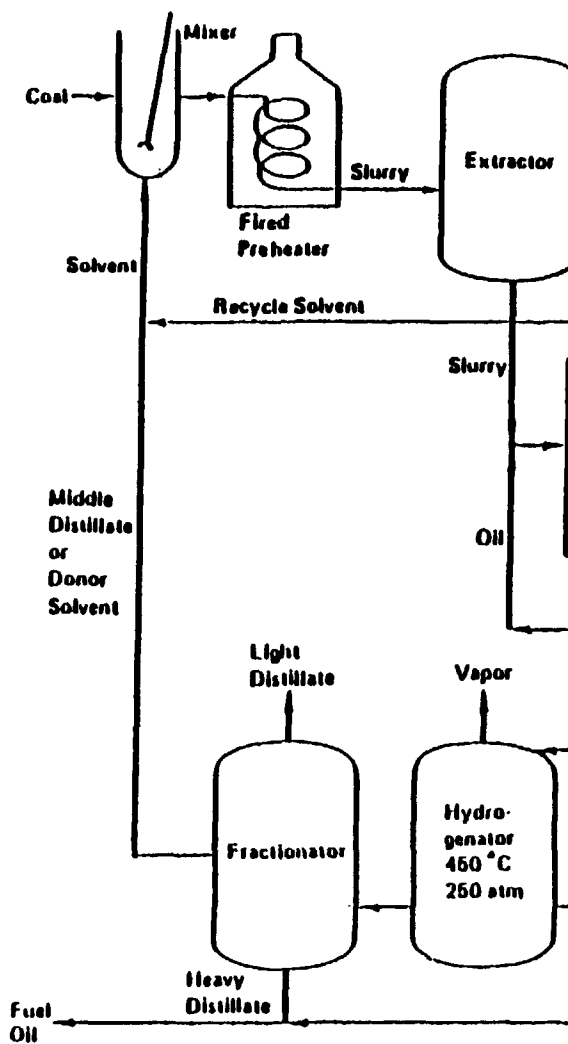 Mixer
Coal
Extractor
Slurry
Fired
Preheater
Solvent
Recycle Solvent
Slurry
Middle
Distillate
or
Donor
Solvent
Oil
Light
Distillate
Vapor
Hydro-
genator
450 °C
250 atm
Fractionator
Heavy
Distillate
Fuel
Oil